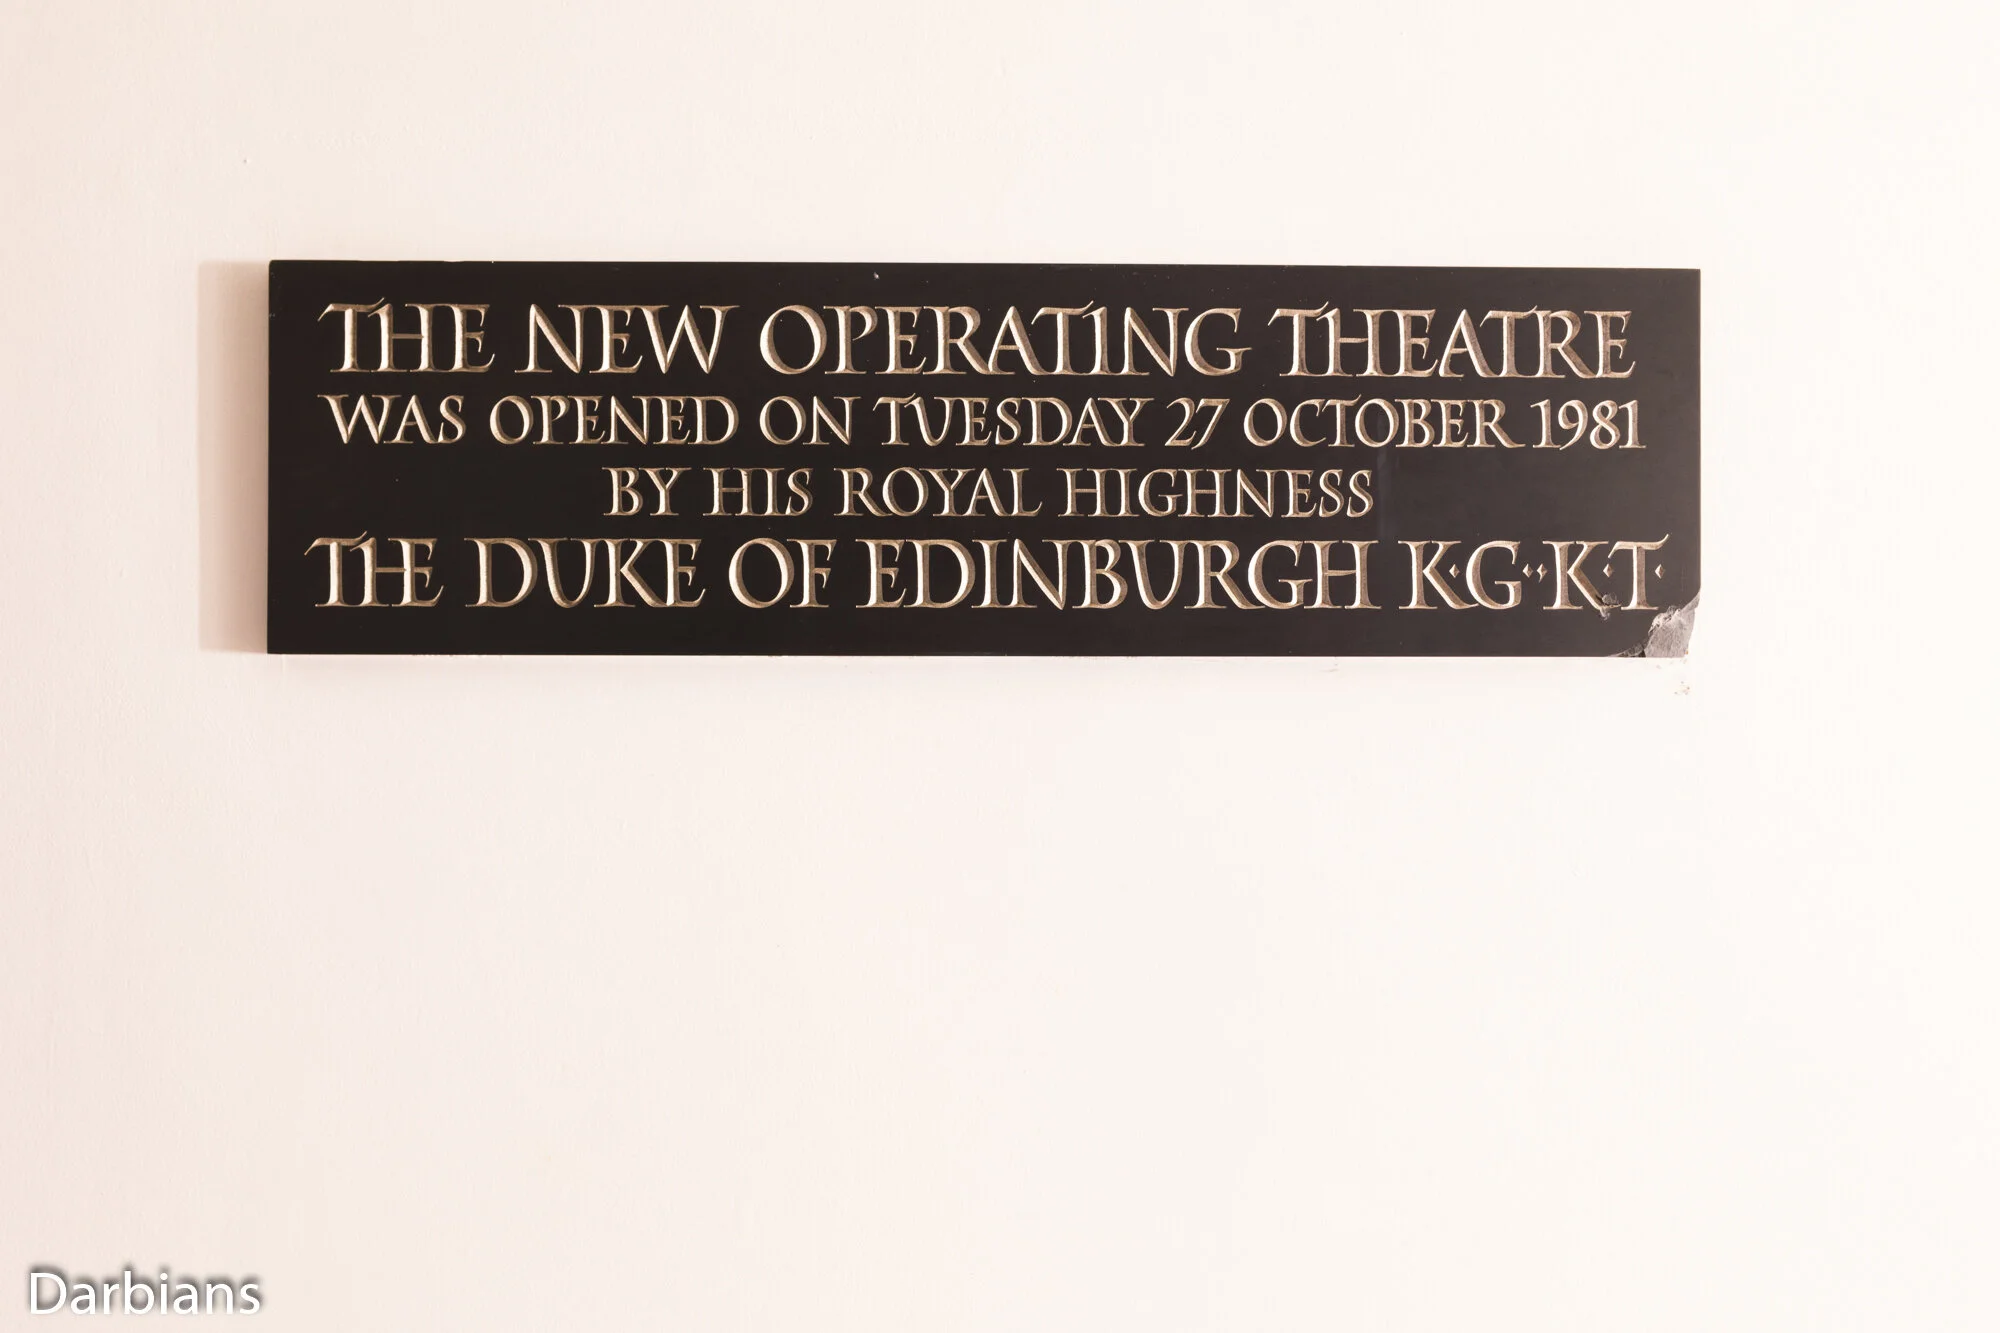 THE NEW OPERATING THEATRE
WAS OPENED ON TUESDAY 27 OCTOBER 1981
BY HIS ROYAL HIGHNESS
THE DUKE OF EDINBURGH K·G··K·T·
Darbians